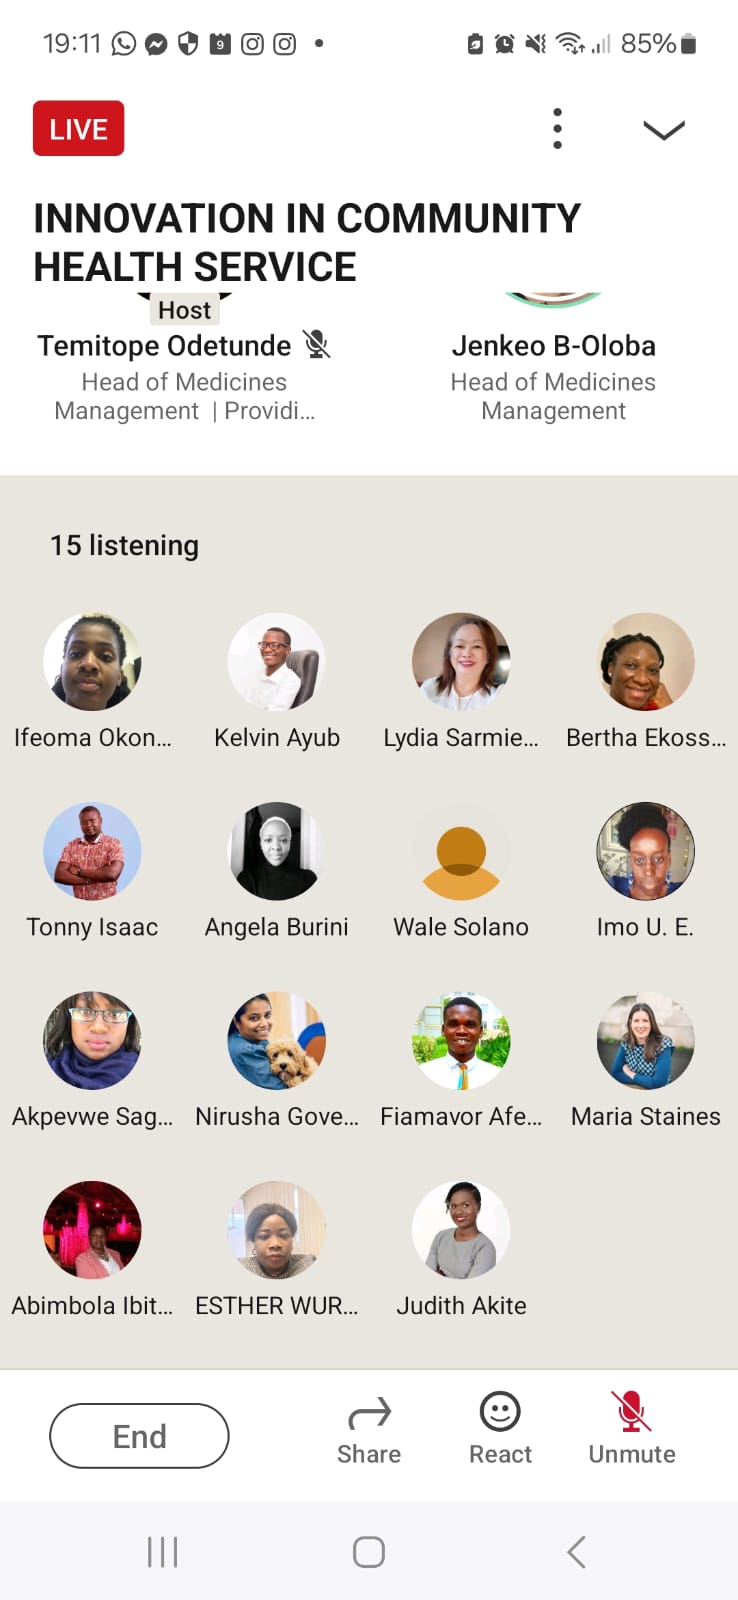 19:11 9 85%
LIVE
INNOVATION IN COMMUNITY
HEALTH SERVICE
Host
Temitope Odetunde
Head of Medicines
Management | Providi...
Jenkeo B-Oloba
Head of Medicines
Management
15 listening
Ifeoma Okon... Kelvin Ayub Lydia Sarmie... Bertha Ekoss...
Tonny Isaac Angela Burini Wale Solano Imo U. E.
Akpevwe Sag... Nirusha Gove... Fiamavor Afe... Maria Staines
Abimbola Ibit... ESTHER WUR... Judith Akite
End Share React Unmute